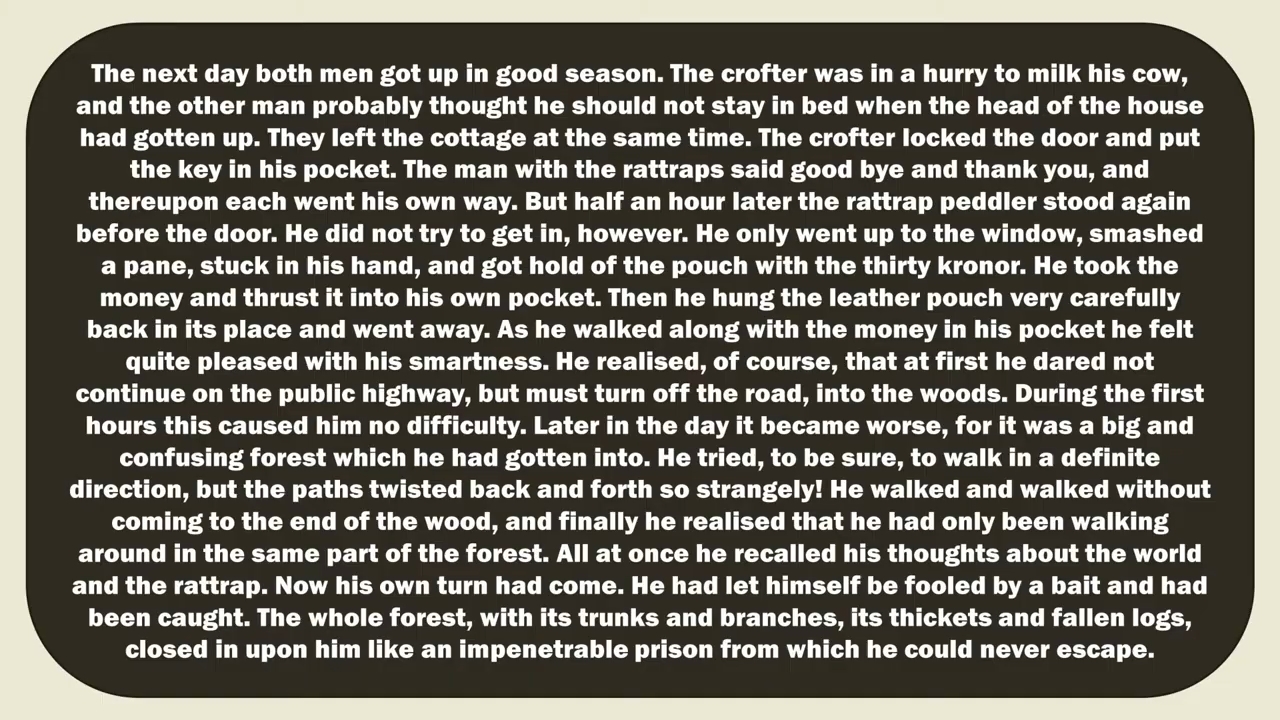 The next day both men got up in good season. The crofter was in a hurry to milk his cow,
and the other man probably thought he should not stay in bed when the head of the house
had gotten up. They left the cottage at the same time. The crofter locked the door and put
the key in his pocket. The man with the rattraps said good bye and thank you, and
thereupon each went his own way. But half an hour later the rattrap peddler stood again
before the door. He did not try to get in, however. He only went up to the window, smashed
a pane, stuck in his hand, and got hold of the pouch with the thirty kronor. He took the
money and thrust it into his own pocket. Then he hung the leather pouch very carefully
back in its place and went away. As he walked along with the money in his pocket he felt
quite pleased with his smartness. He realised, of course, that at first he dared not
continue on the public highway, but must turn off the road, into the woods. During the first
hours this caused him no difficulty. Later in the day it became worse, for it was a big and
confusing forest which he had gotten into. He tried, to be sure, to walk in a definite
direction, but the paths twisted back and forth so strangely! He walked and walked without
coming to the end of the wood, and finally he realised that he had only been walking
around in the same part of the forest. All at once he recalled his thoughts about the world
and the rattrap. Now his own turn had come. He had let himself be fooled by a bait and had
been caught. The whole forest, with its trunks and branches, its thickets and fallen logs,
closed in upon him like an impenetrable prison from which he could never escape.